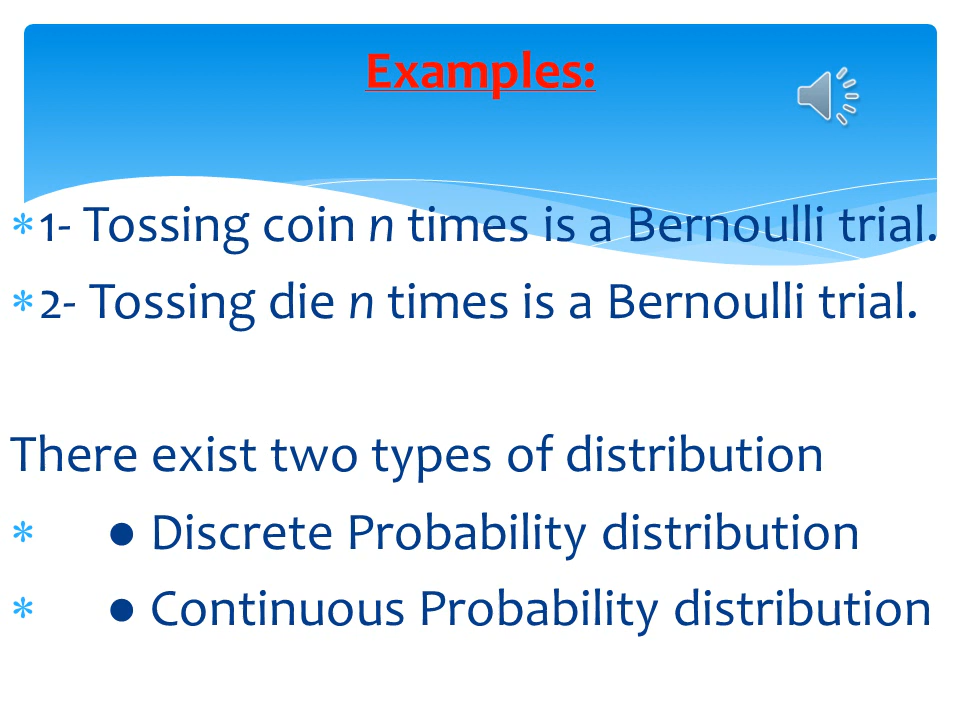 Examples:
* 1- Tossing coin n times is a Bernoulli trial.
* 2- Tossing die n times is a Bernoulli trial.
There exist two types of distribution
* ● Discrete Probability distribution
* ● Continuous Probability distribution